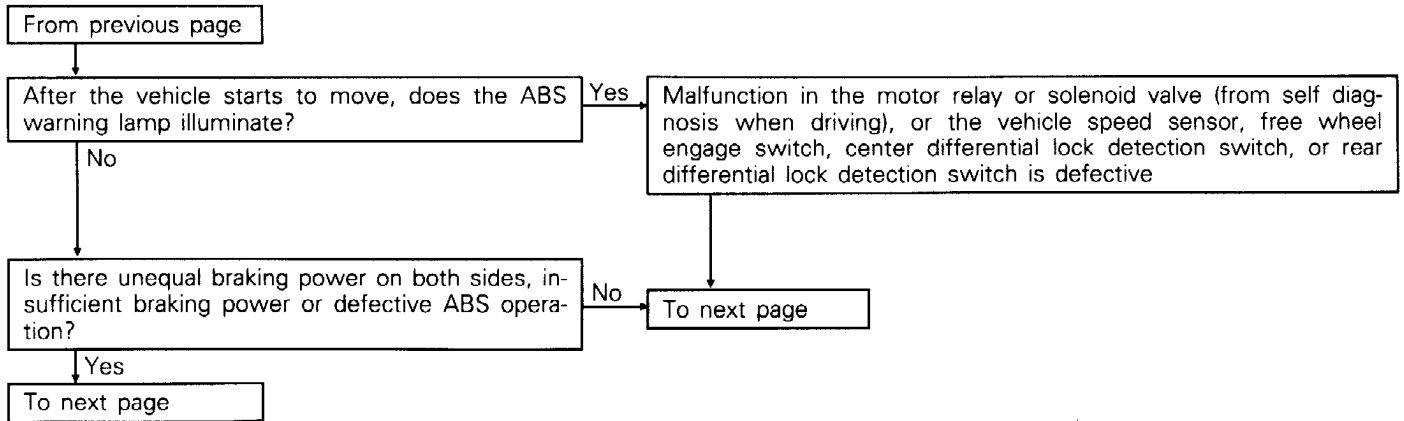 From previous page
After the vehicle starts to move, does the ABS
warning lamp illuminate?
Yes
Malfunction in the motor relay or solenoid valve (from self diag-
nosis when driving), or the vehicle speed sensor, free wheel
engage switch, center differential lock detection switch, or rear
differential lock detection switch is defective
No
Is there unequal braking power on both sides, in-
sufficient braking power or defective ABS opera-
tion?
No
To next page
Yes
To next page